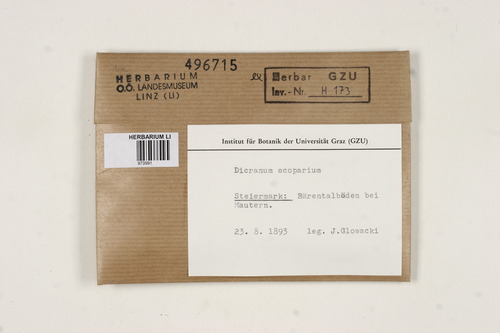 496715
HERBARIUM
O.Ö. LANDESMUSEUM
LINZ (LI)
ex
Herbar GZU
Inv.-Nr. H 173
HERBARIUM LI
Institut für Botanik der Universität Graz (GZU)
Dicranum scoparium
Steiermark: Bärentalböden bei
Mautern.
23. 8. 1893 leg. J.Glowacki